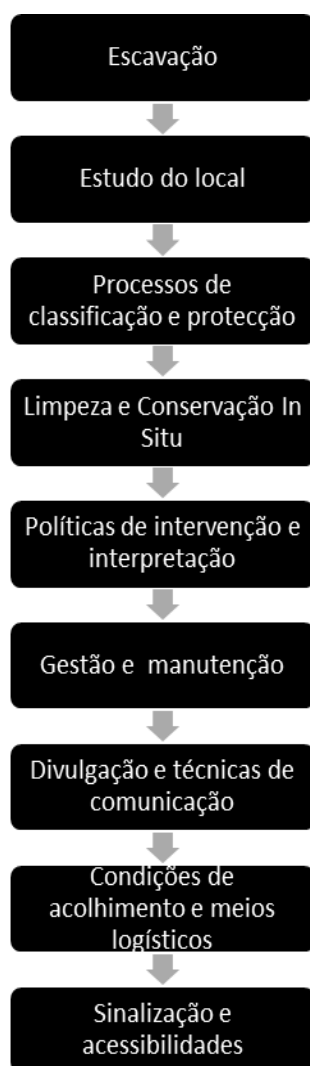 Escavação
Estudo do local
Processos de
classificação e protecção
Limpeza e Conservação In
Situ
Políticas de intervenção e
interpretação
Gestão e  manutenção
Divulgação e técnicas de
comunicação
Condições de
acolhimento e meios
logísticos
Sinalização e
acessibilidades